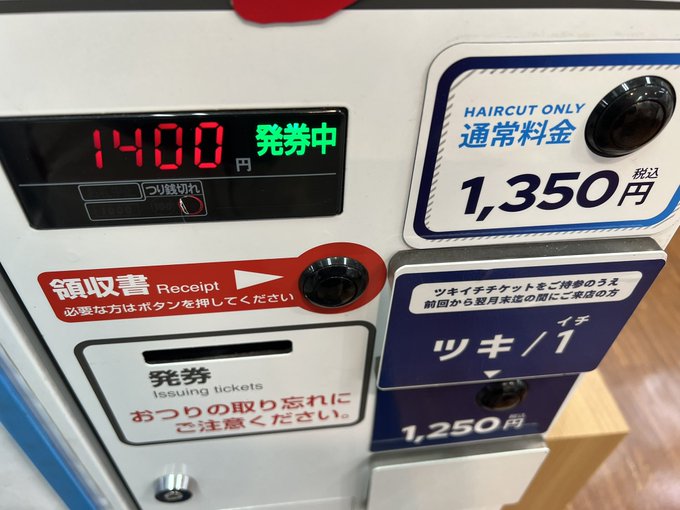 1400円
発券中
つり銭切れ
HAIRCUT ONLY
通常料金
1,350円
税込
領収書 Receipt
必要な方はボタンを押してください
発券
Issuing tickets
おつりの取り忘れに
ご注意ください。
ツキイチチケットをご持参のうえ
前回から翌月末迄の間にご来店の方
ツキ/1
イチ
1,250円
税込